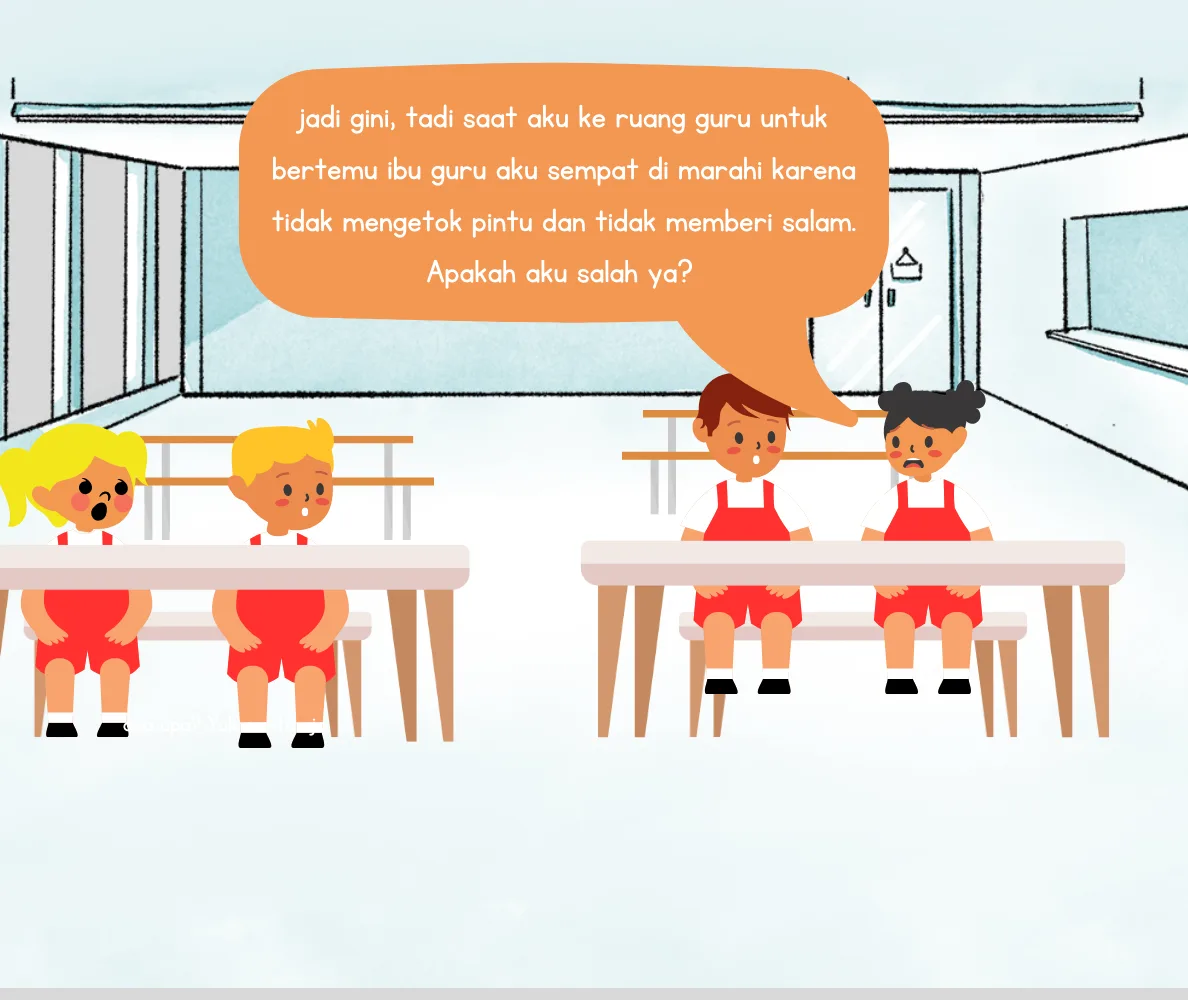 jadi gini, tadi saat aku ke ruang guru untuk
bertemu ibu guru aku sempat di marahi karena
tidak mengetok pintu dan tidak memberi salam.
Apakah aku salah ya?